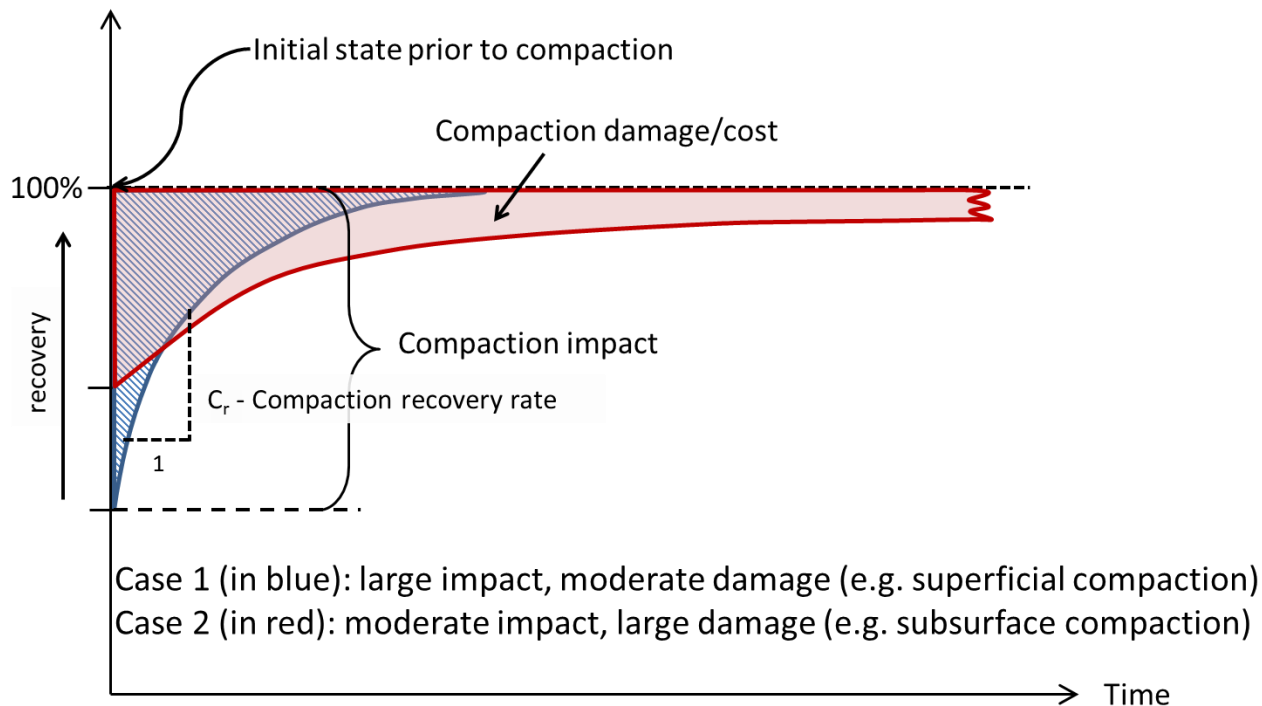 Initial state prior to compaction
Compaction damage/cost
100%
recovery
Compaction impact
Cr - Compaction recovery rate
1
Case 1 (in blue): large impact, moderate damage (e.g. superficial compaction)
Case 2 (in red): moderate impact, large damage (e.g. subsurface compaction)
Time